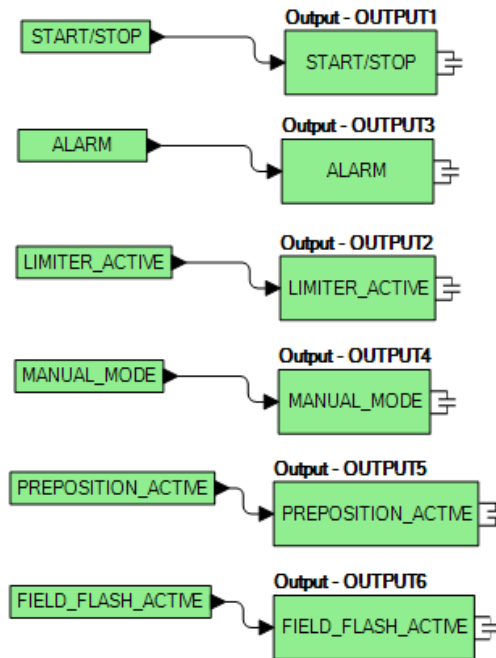 Output - OUTPUT1
START/STOP
START/STOP
Output - OUTPUT3
ALARM
ALARM
Output - OUTPUT2
LIMITER_ACTIVE
LIMITER_ACTIVE
Output - OUTPUT4
MANUAL_MODE
MANUAL_MODE
Output - OUTPUT5
PREPOSITION_ACTIVE
PREPOSITION_ACTIVE
Output - OUTPUT6
FIELD_FLASH_ACTIVE
FIELD_FLASH_ACTIVE